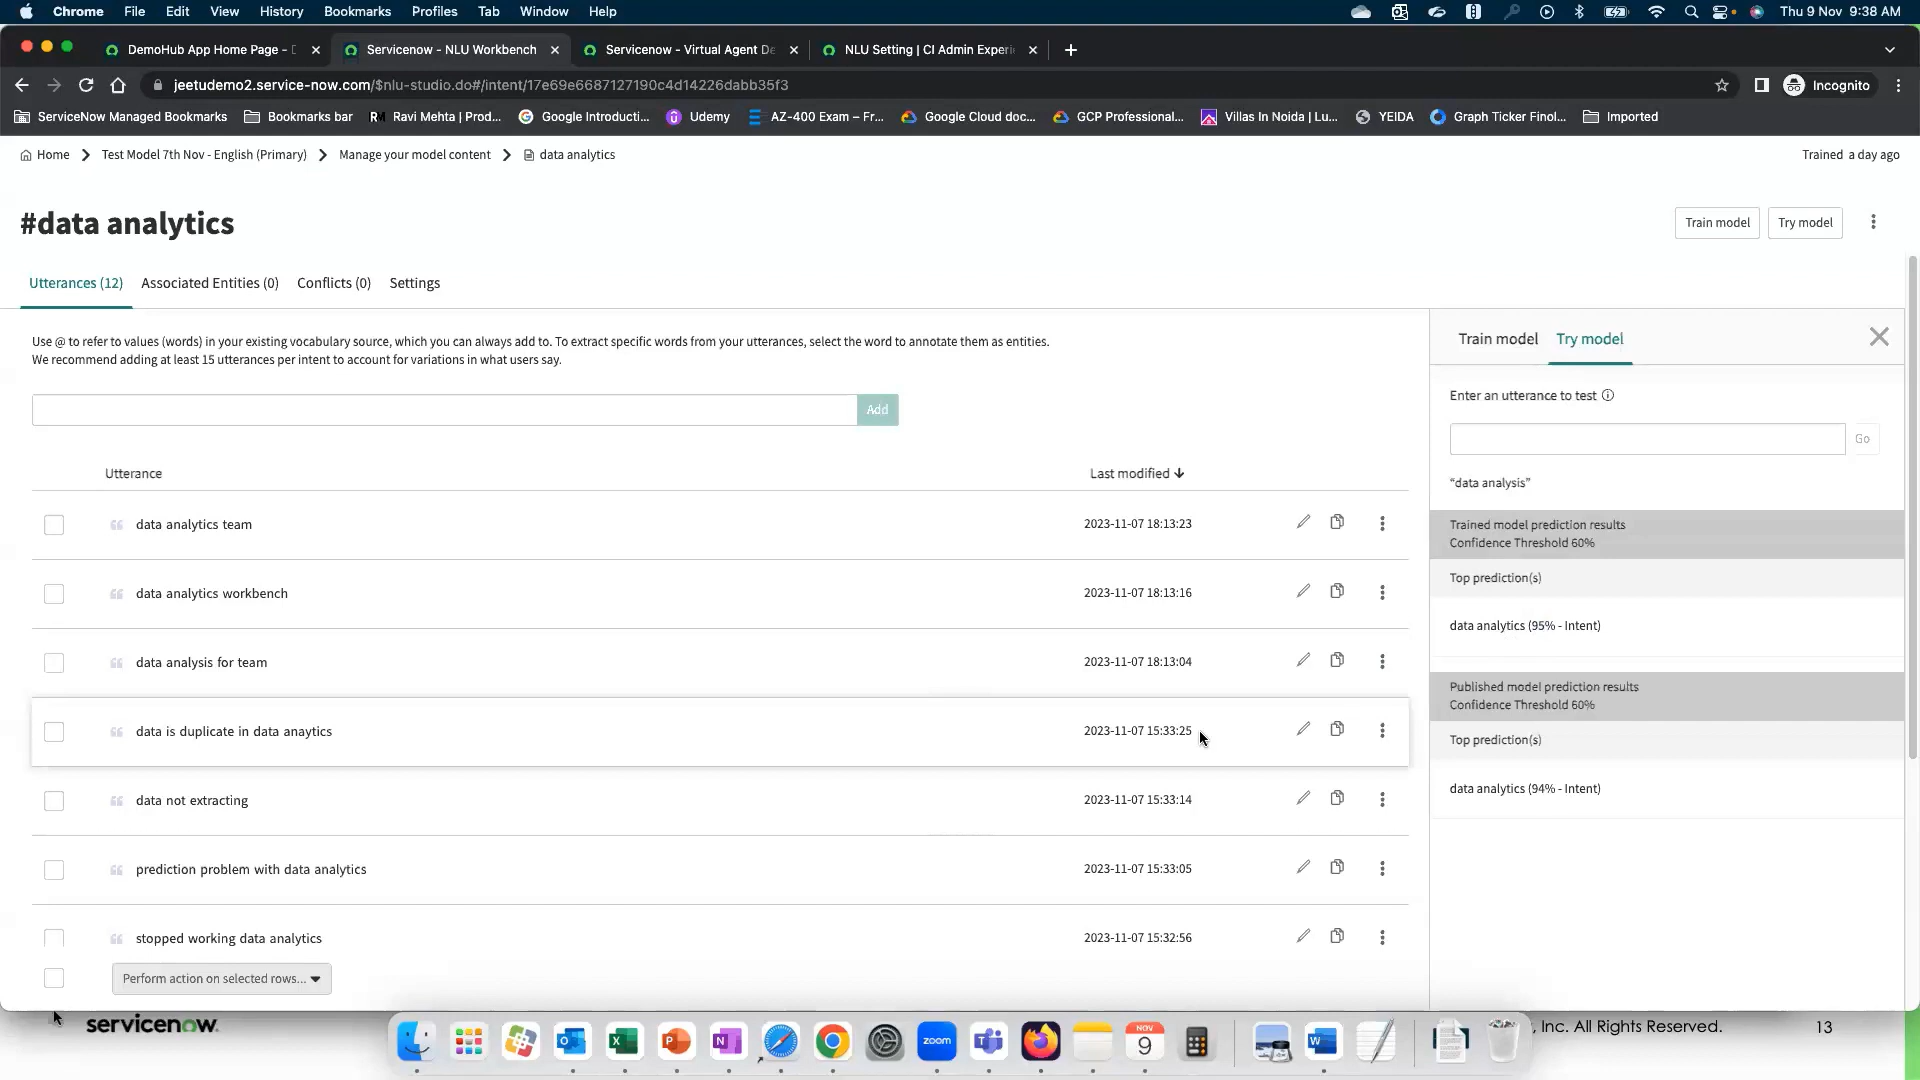 Chrome File Edit View History Bookmarks Profiles Tab Window Help Thu 9 Nov 9:38 AM
DemoHub App Home Page - Servicenow - NLU Workbench Servicenow - Virtual Agent De NLU Setting | CI Admin Experi
jeetudemo2.service-now.com/$nlu-studio.do#/intent/17e69e6687127190c4d14226dabb35f3 Incognito
ServiceNow Managed Bookmarks Bookmarks bar Ravi Mehta | Prod... Google Introducti... Udemy AZ-400 Exam – Fr... Google Cloud doc... GCP Professional... Villas In Noida | Lu... YEIDA Graph Ticker Finol... Imported
Home Test Model 7th Nov - English (Primary) Manage your model content data analytics Trained a day ago
#data analytics
Train model Try model
Utterances (12) Associated Entities (0) Conflicts (0) Settings
Use @ to refer to values (words) in your existing vocabulary source, which you can always add to. To extract specific words from your utterances, select the word to annotate them as entities.
We recommend adding at least 15 utterances per intent to account for variations in what users say.
Add
Utterance Last modified
data analytics team 2023-11-07 18:13:23
data analytics workbench 2023-11-07 18:13:16
data analysis for team 2023-11-07 18:13:04
data is duplicate in data anaytics 2023-11-07 15:33:25
data not extracting 2023-11-07 15:33:14
prediction problem with data analytics 2023-11-07 15:33:05
stopped working data analytics 2023-11-07 15:32:56
Perform action on selected rows...
Train model Try model
Enter an utterance to test
Go
“data analysis”
Trained model prediction results
Confidence Threshold 60%
Top prediction(s)
data analytics (95% - Intent)
Published model prediction results
Confidence Threshold 60%
Top prediction(s)
data analytics (94% - Intent)
servicenow. zoom NOV 9 , Inc. All Rights Reserved. 13